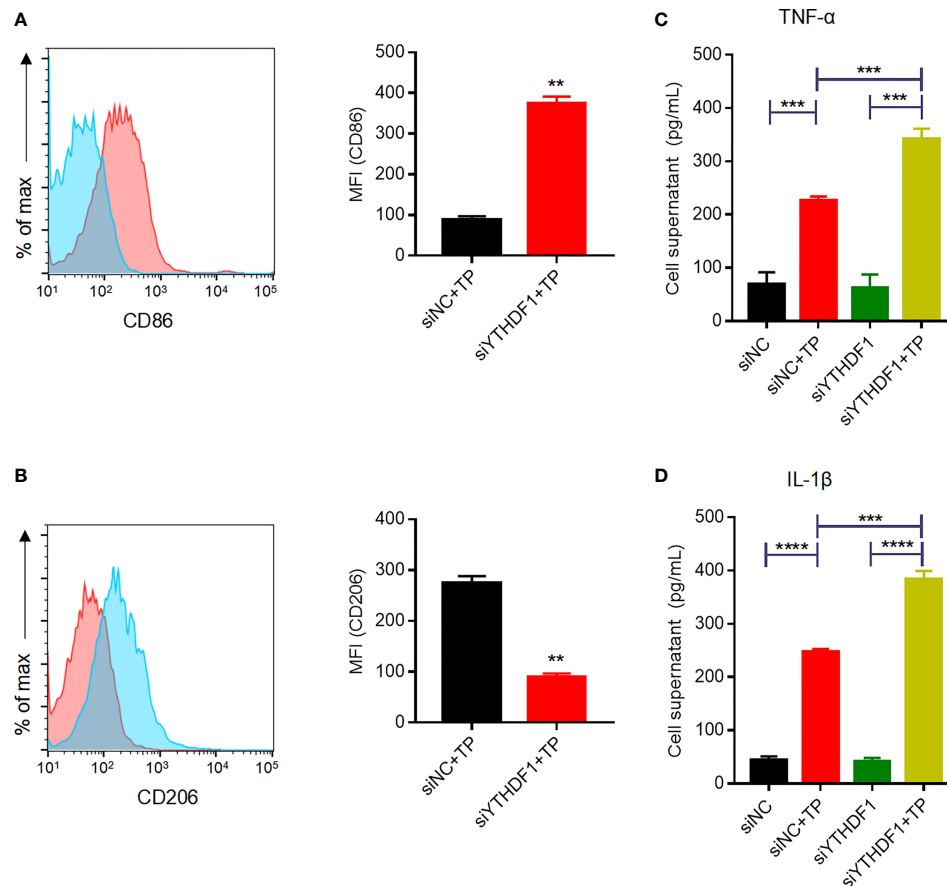 A
% of max
10¹ 10² 10³ 10⁴ 10⁵
CD86
500
400
300
200
100
0
MFI (CD86)
**
siNC+TP
siYTHDF1+TP
C
TNF-α
500
400
300
200
100
0
Cell supernatant (pg/mL)
***
***
***
siNC
siNC+TP
siYTHDF1
siYTHDF1+TP
B
% of max
10¹ 10² 10³ 10⁴ 10⁵
CD206
400
300
200
100
0
MFI (CD206)
**
siNC+TP
siYTHDF1+TP
D
IL-1β
500
400
300
200
100
0
Cell supernatant (pg/mL)
***
****
****
siNC
siNC+TP
siYTHDF1
siYTHDF1+TP